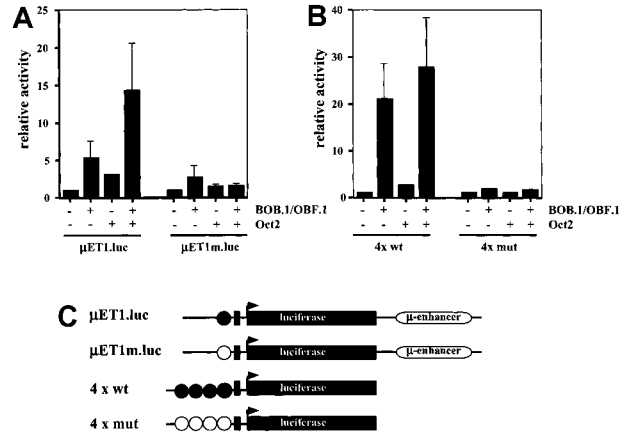 A
B
25
20
15
10
5
0
relative activity
40
30
20
10
0
relative activity
- + - + - + - +
- + - + - + - + BOB.1/OBF.1
- - + + - - + +
- - + + - - + + Oct2
µET1.luc µET1m.luc
BOB.1/OBF.1
Oct2
4x wt 4x mut
C
µET1.luc luciferase µ-enhancer
µET1m.luc luciferase µ-enhancer
4 x wt luciferase
4 x mut luciferase